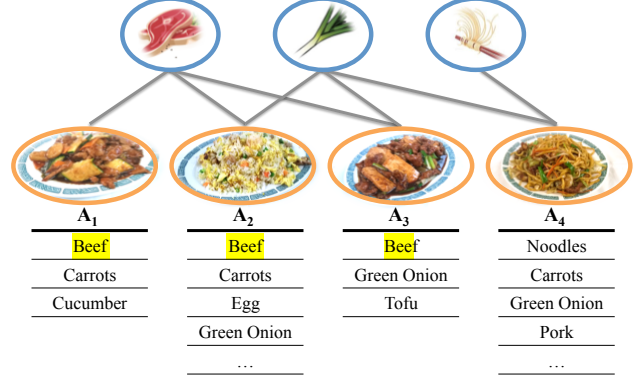 A1 A2 A3 A4
Beef Beef Beef Noodles
Carrots Carrots Green Onion Carrots
Cucumber Egg Tofu Green Onion
Green Onion Pork
… …